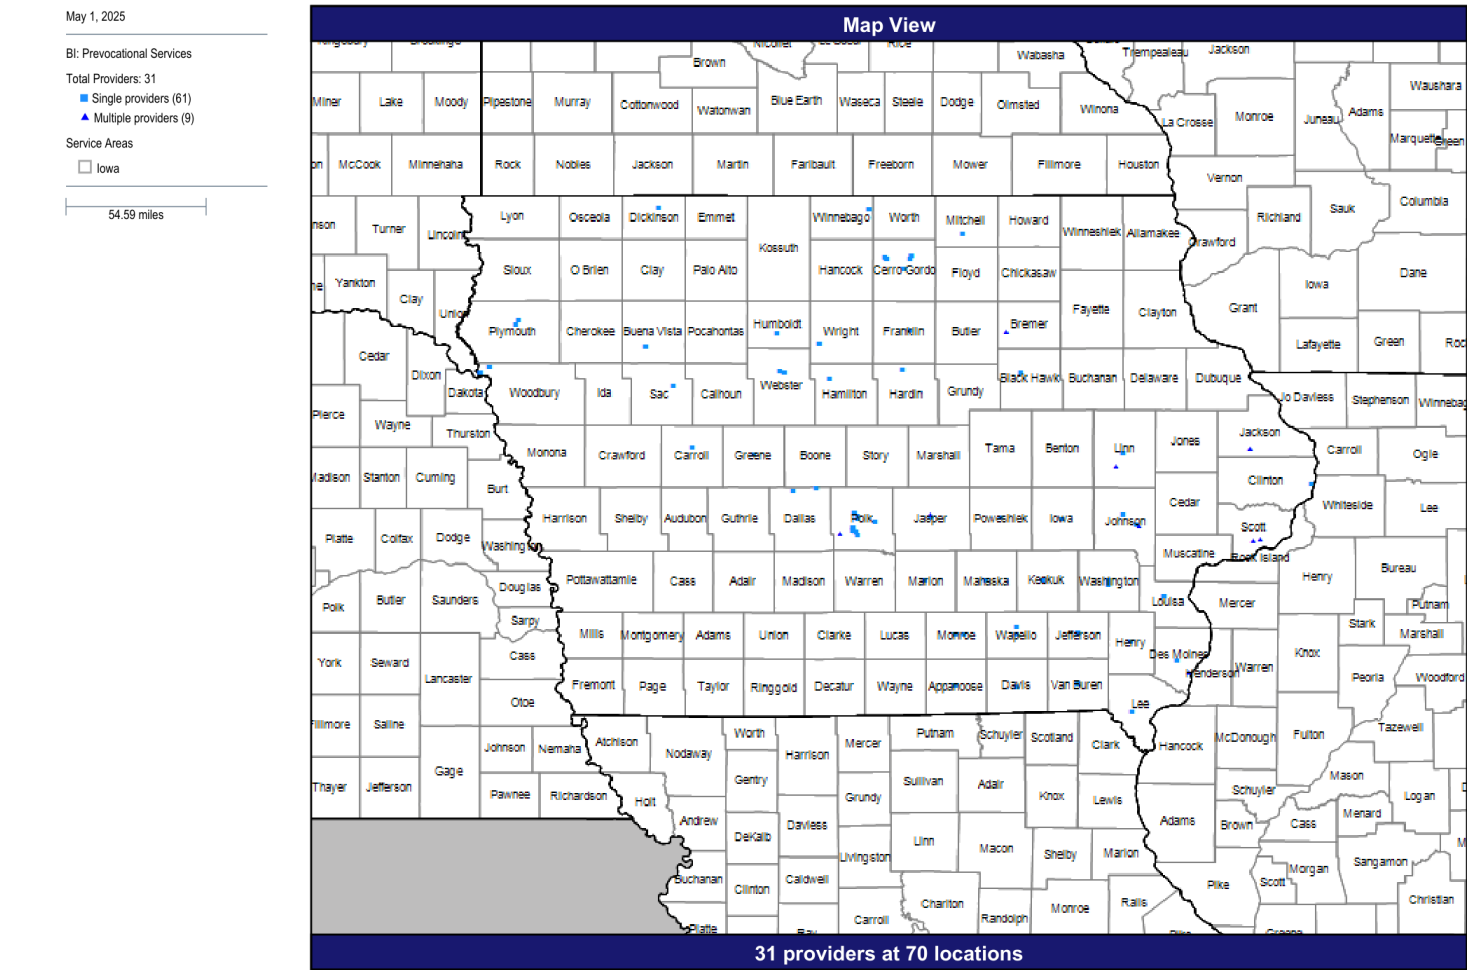 May 1, 2025
BI: Prevocational Services
Total Providers: 31
Single providers (61)
Multiple providers (9)
Service Areas
Iowa
54.59 miles
Map View
Brown Wabasha Trempealeau Jackson
Miner Lake Moody Pipestone Murray Cottonwood Watonwan Blue Earth Waseca Steele Dodge Olmsted Winona La Crosse Monroe Juneau Adams Waushara
Marquette Green
McCook Minnehaha Rock Nobles Jackson Martin Faribault Freeborn Mower Fillmore Houston Vernon
Richland Sauk Columbia
Turner Lincoln Lyon Osceola Dickinson Emmet Kossuth Winnebago Worth Mitchell Howard Winneshiek Allamakee Crawford
Yankton Clay Union Sioux O Brien Clay Palo Alto Hancock Cerro Gordo Floyd Chickasaw Fayette Clayton Grant Iowa Dane
Cedar Plymouth Cherokee Buena Vista Pocahontas Humboldt Wright Franklin Butler Bremer Lafayette Green
Dixon Dakota Woodbury Ida Sac Calhoun Webster Hamilton Hardin Grundy Black Hawk Buchanan Delaware Dubuque Jo Daviess Stephenson
Pierce Wayne Thurston Monona Crawford Carroll Greene Boone Story Marshall Tama Benton Linn Jones Jackson Carroll Ogle
Madison Stanton Cuming Burt Clinton Whiteside Lee
Harrison Shelby Audubon Guthrie Dallas Polk Jasper Poweshiek Iowa Johnson Cedar Scott
Platte Colfax Dodge Washington Muscatine Rock Island Henry Bureau
Polk Butler Saunders Douglas Sarpy Pottawattamie Cass Adair Madison Warren Marion Mahaska Keokuk Washington Louisa Mercer Putnam
Stark Marshall
York Seward Lancaster Cass Mills Montgomery Adams Union Clarke Lucas Monroe Wapello Jefferson Henry Des Moines Henderson Warren Knox Peoria Woodford
Otoe Fremont Page Taylor Ringgold Decatur Wayne Appanoose Davis Van Buren Lee
Fillmore Saline Johnson Nemaha Atchison Nodaway Worth Harrison Mercer Putnam Schuyler Scotland Clark Hancock McDonough Fulton Tazewell
Thayer Jefferson Gage Pawnee Richardson Holt Gentry Grundy Sullivan Adair Knox Lewis Schuyler Mason Logan
Andrew DeKalb Daviess Livingston Linn Macon Shelby Marion Adams Brown Cass Menard
Buchanan Clinton Caldwell Pike Scott Morgan Sangamon
Platte Carroll Chariton Randolph Monroe Ralls Christian
31 providers at 70 locations